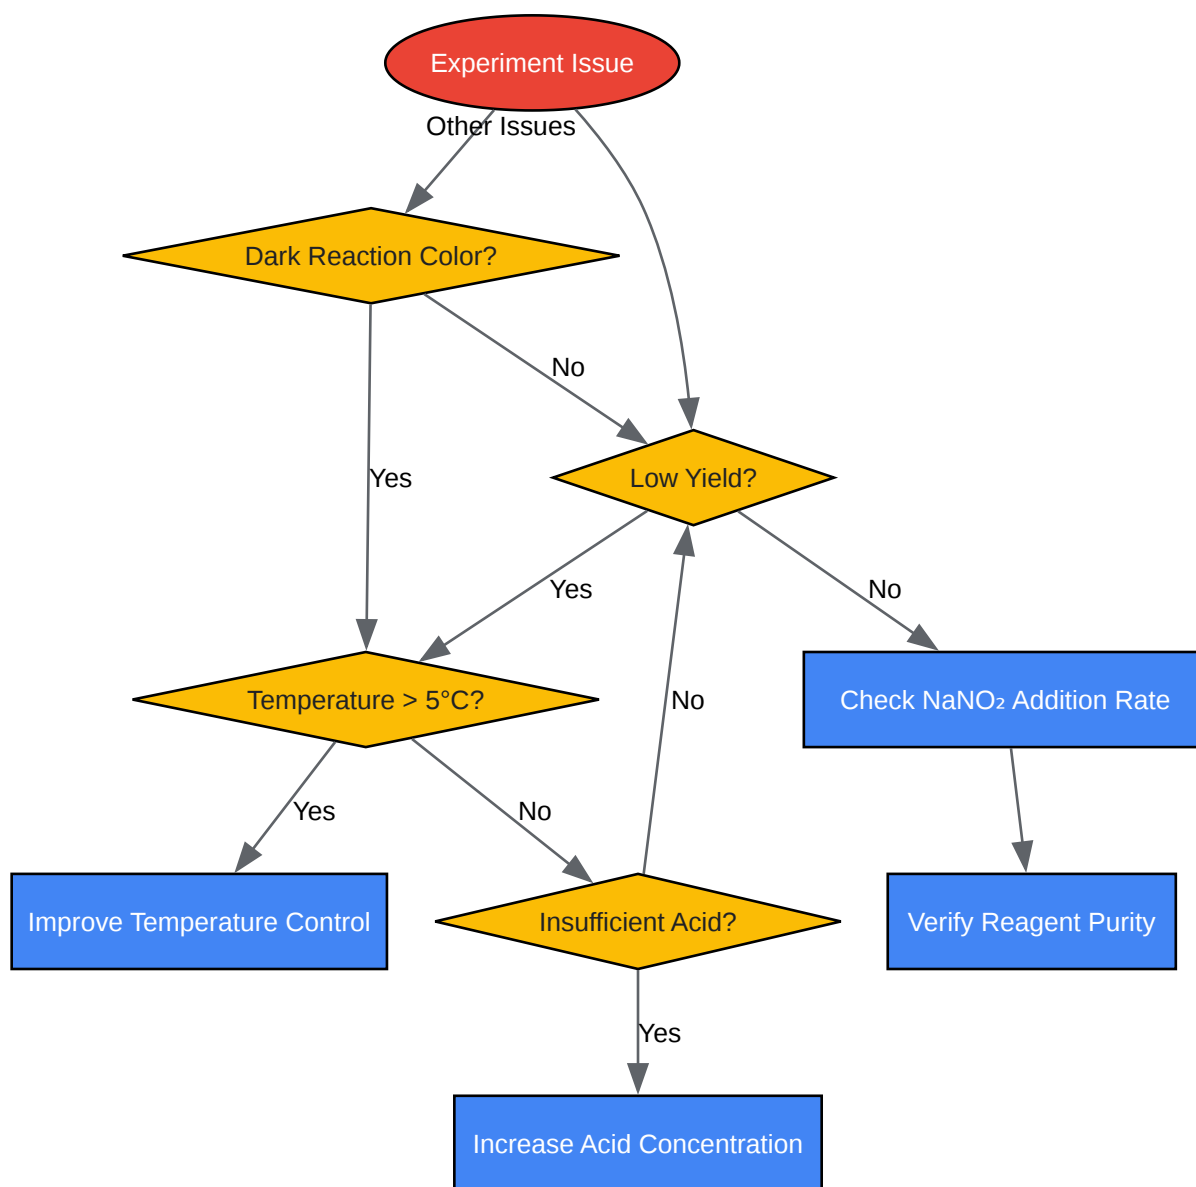 Experiment Issue
Other Issues
Dark Reaction Color?
No
Yes
Low Yield?
Yes
No
Temperature > 5°C?
No
Check NaNO₂ Addition Rate
Yes
No
Improve Temperature Control
Insufficient Acid?
Verify Reagent Purity
Yes
Increase Acid Concentration